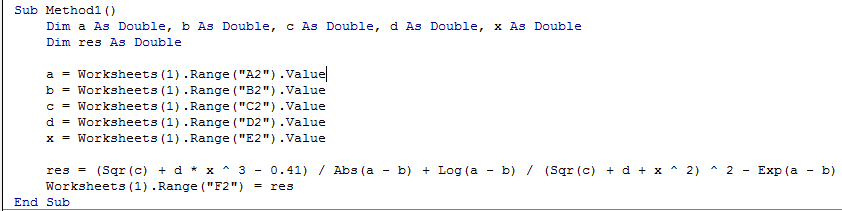 Sub Method1()
Dim a As Double, b As Double, c As Double, d As Double, x As Double
Dim res As Double
a = Worksheets(1).Range("A2").Value
b = Worksheets(1).Range("B2").Value
c = Worksheets(1).Range("C2").Value
d = Worksheets(1).Range("D2").Value
x = Worksheets(1).Range("E2").Value
res = (Sqr(c) + d * x ^ 3 - 0.41) / Abs(a - b) + Log(a - b) / (Sqr(c) + d + x ^ 2) ^ 2 - Exp(a - b)
Worksheets(1).Range("F2") = res
End Sub